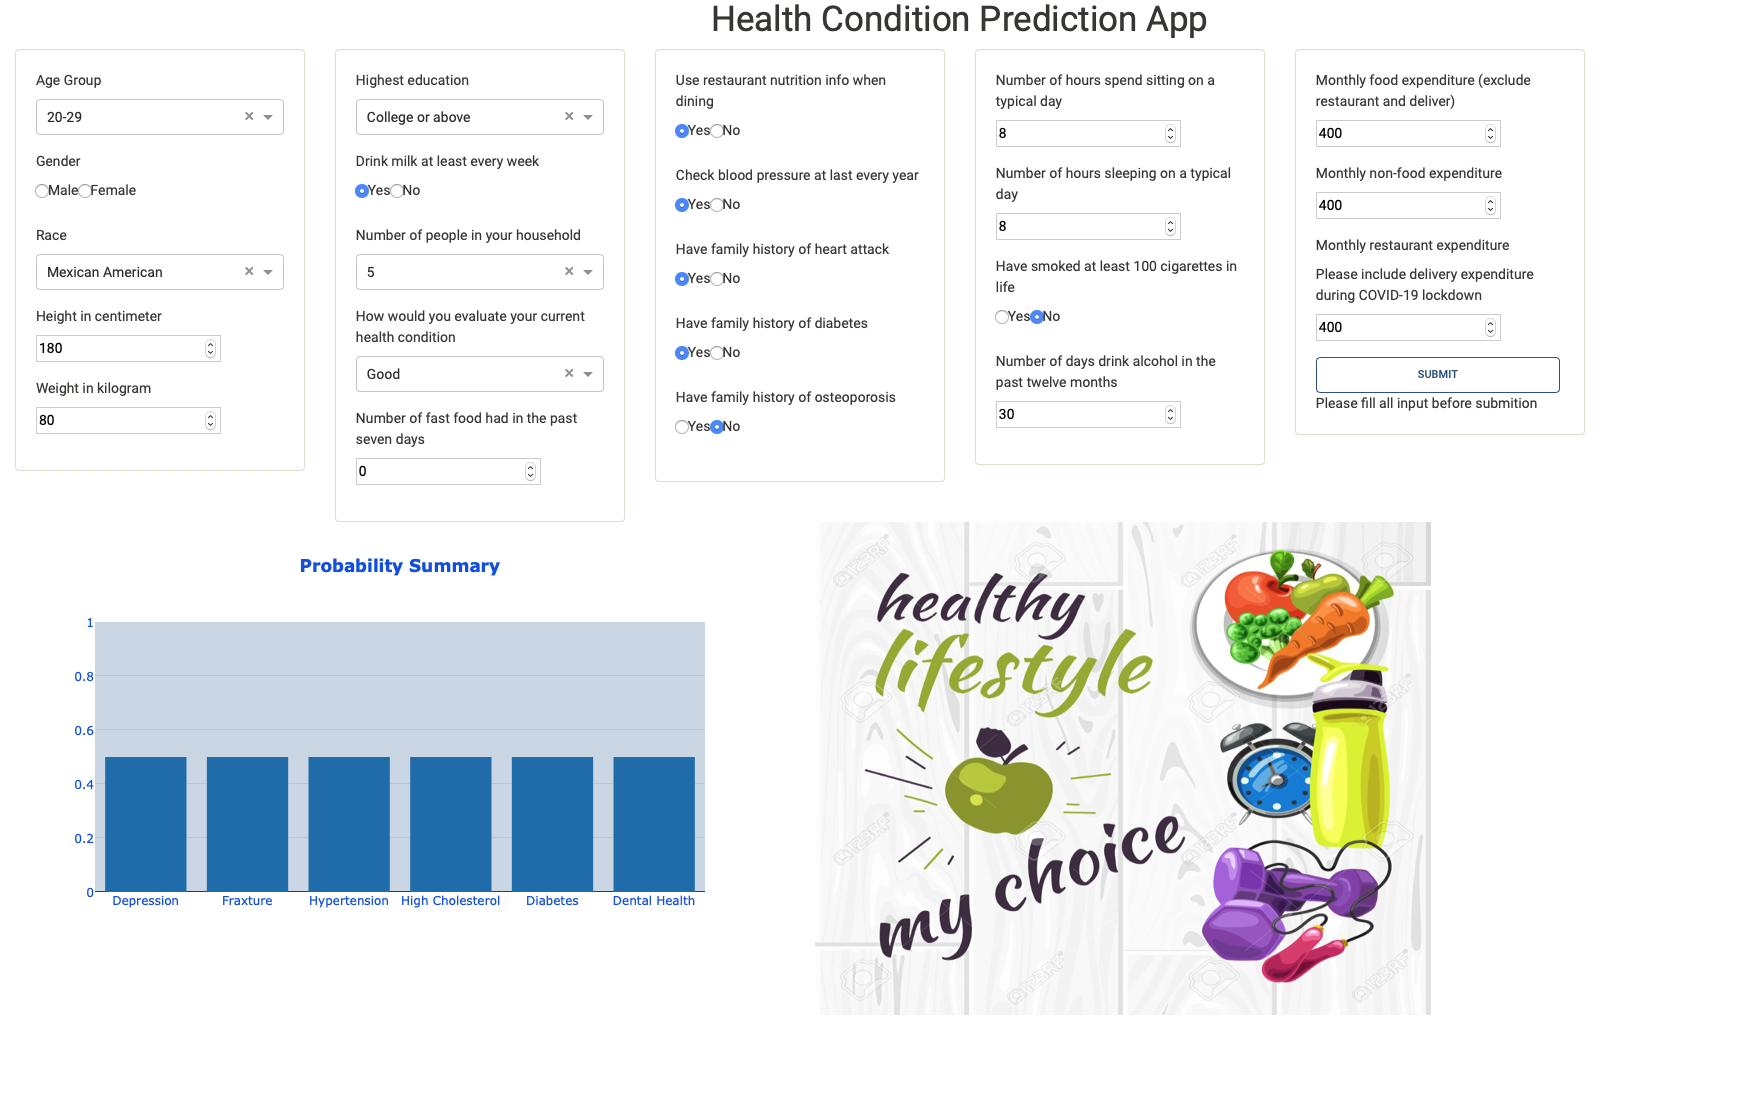 Health Condition Prediction App
Age Group
20-29
Gender
Male Female
Race
Mexican American
Height in centimeter
180
Weight in kilogram
80
Highest education
College or above
Drink milk at least every week
Yes No
Number of people in your household
5
How would you evaluate your current
health condition
Good
Number of fast food had in the past
seven days
0
Use restaurant nutrition info when
dining
Yes No
Check blood pressure at last every year
Yes No
Have family history of heart attack
Yes No
Have family history of diabetes
Yes No
Have family history of osteoporosis
Yes No
Number of hours spend sitting on a
typical day
8
Number of hours sleeping on a typical
day
8
Have smoked at least 100 cigarettes in
life
Yes No
Number of days drink alcohol in the
past twelve months
30
Monthly food expenditure (exclude
restaurant and deliver)
400
Monthly non-food expenditure
400
Monthly restaurant expenditure
Please include delivery expenditure
during COVID-19 lockdown
400
SUBMIT
Please fill all input before submition
Probability Summary
1
0.8
0.6
0.4
0.2
0
Depression Fraxture Hypertension High Cholesterol Diabetes Dental Health
healthy
lifestyle
my choice
123RF